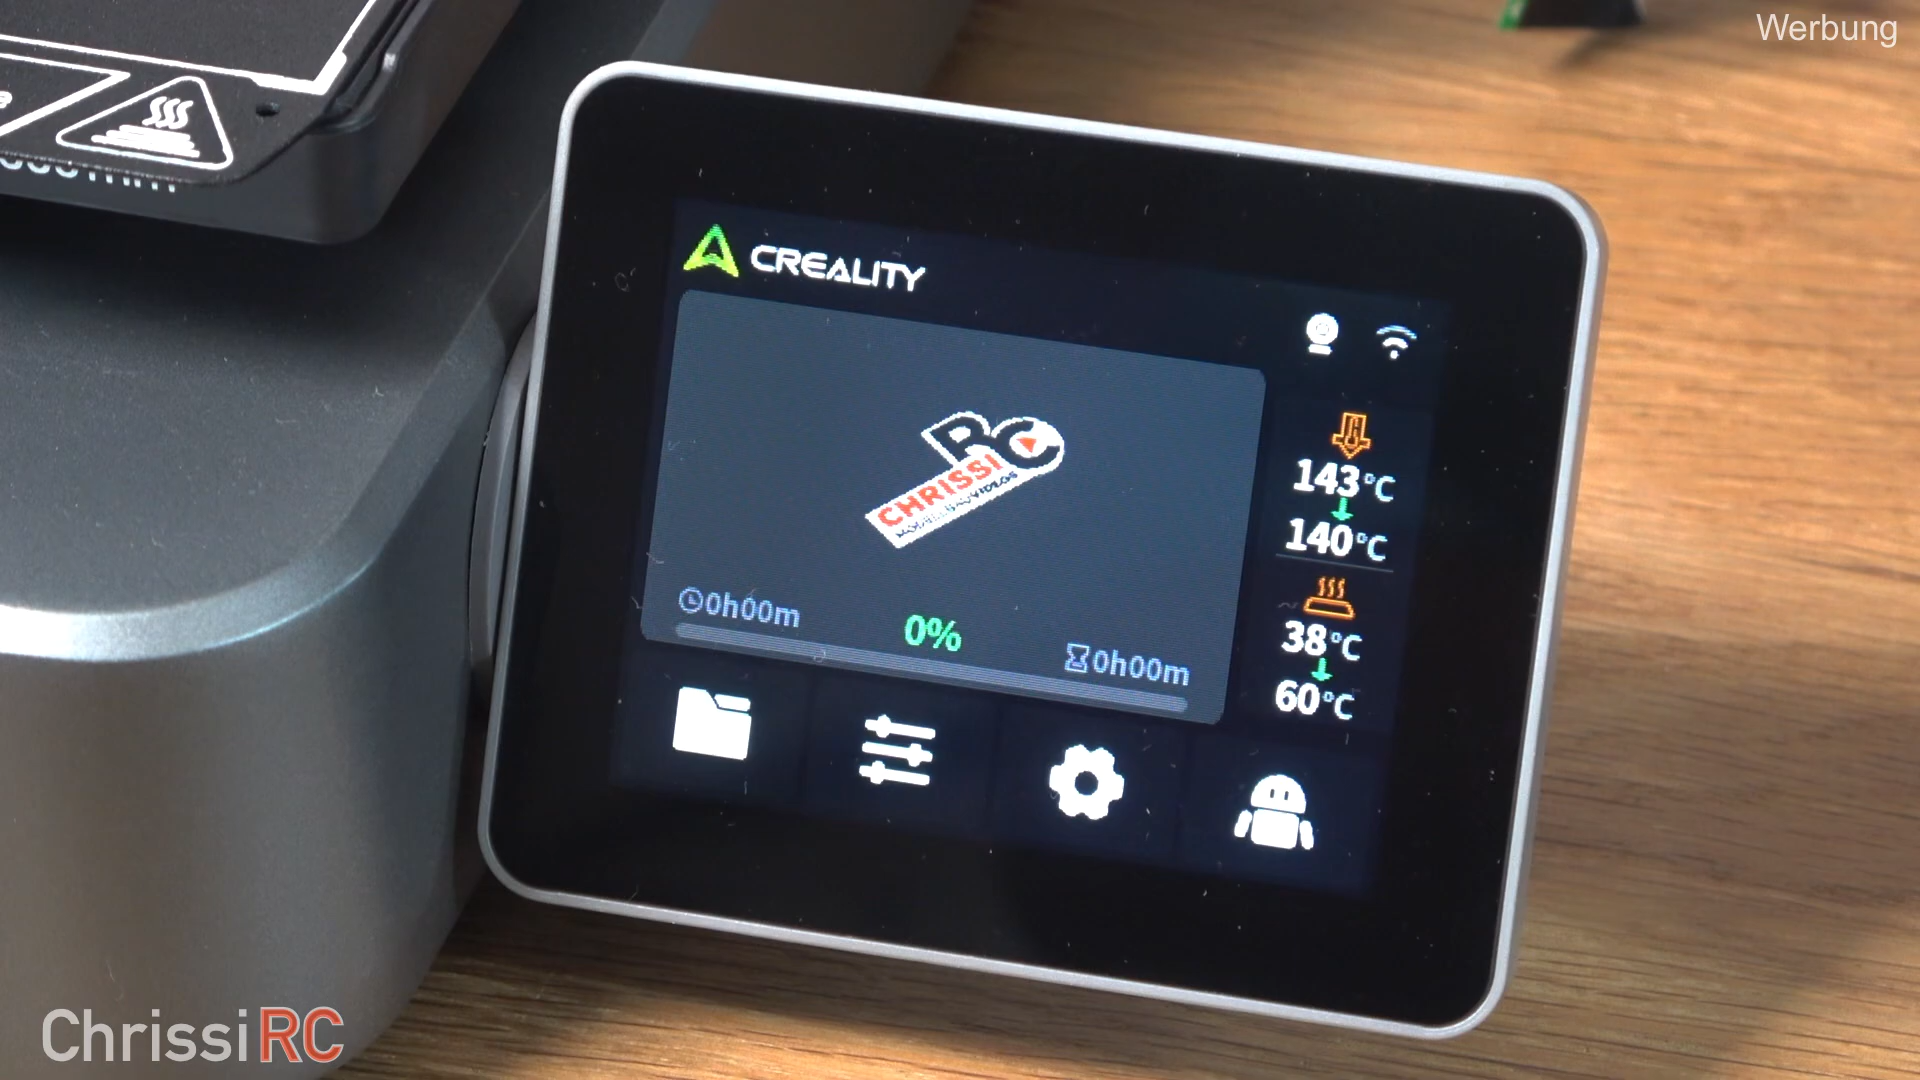 Werbung
CREALITY
RC
CHRISSI
143°C
140°C
0h00m
0%
0h00m
38°C
60°C
ChrissiRC